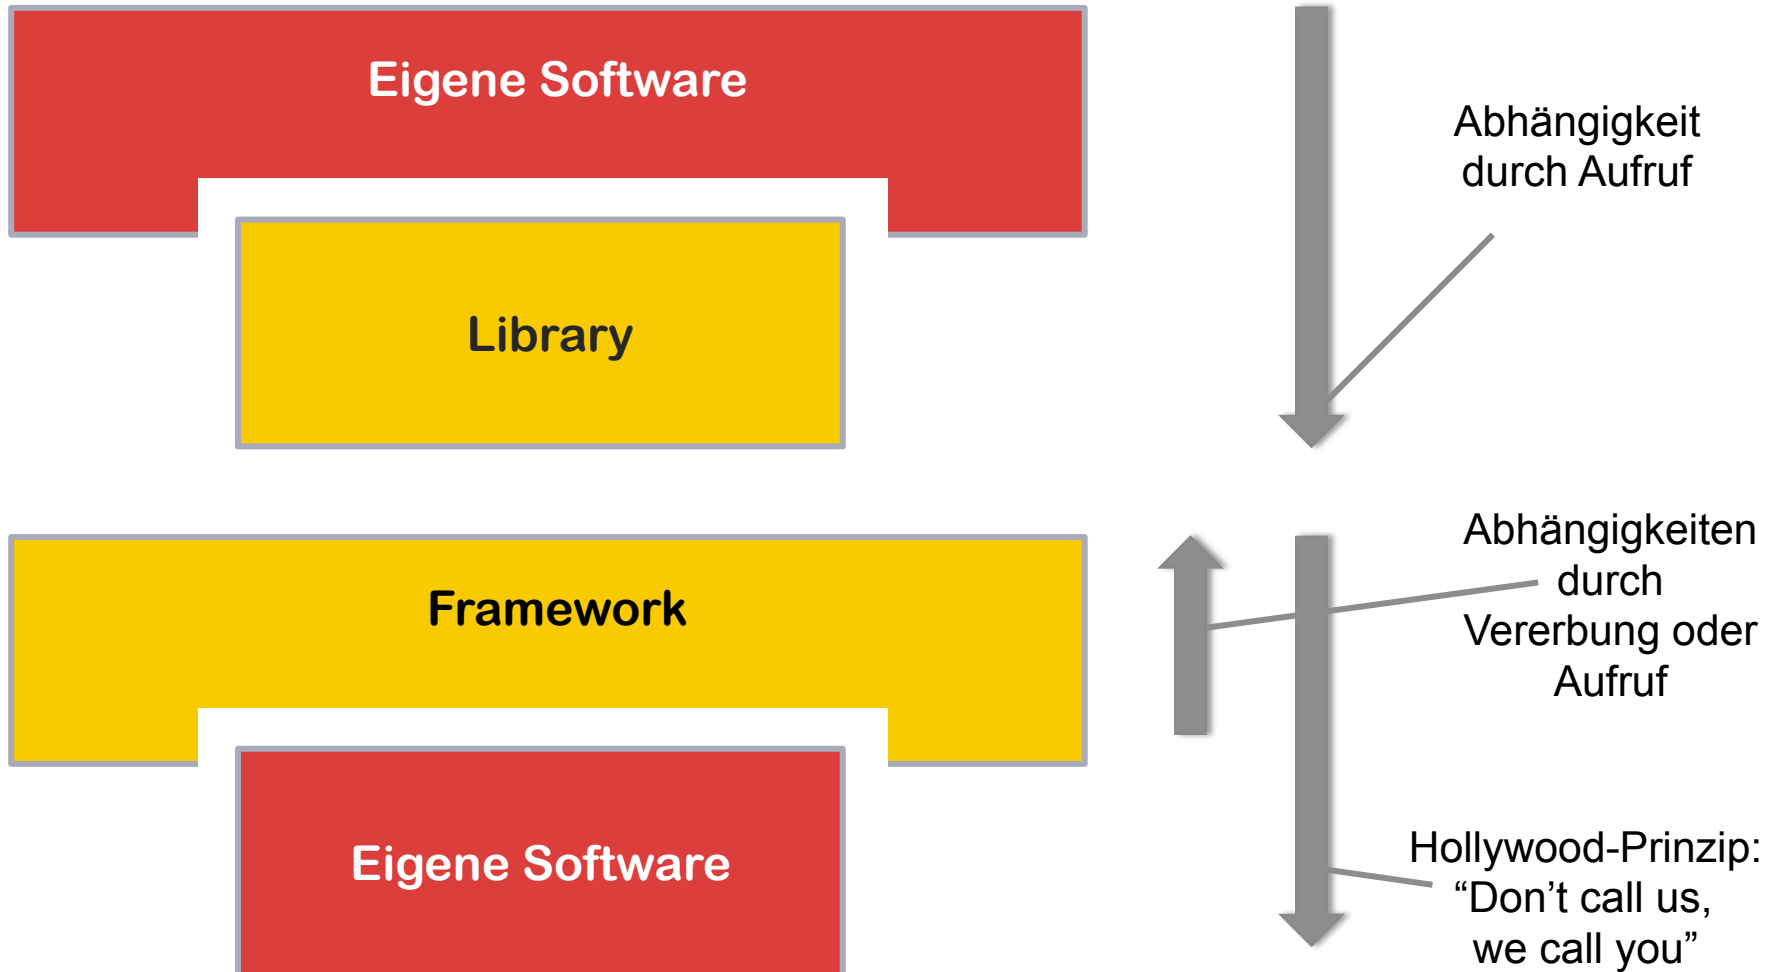 Eigene Software
Abhängigkeit
durch Aufruf
Library
Abhängigkeiten
durch
Vererbung oder
Aufruf
Framework
Eigene Software
Hollywood-Prinzip:
“Don’t call us,
we call you”